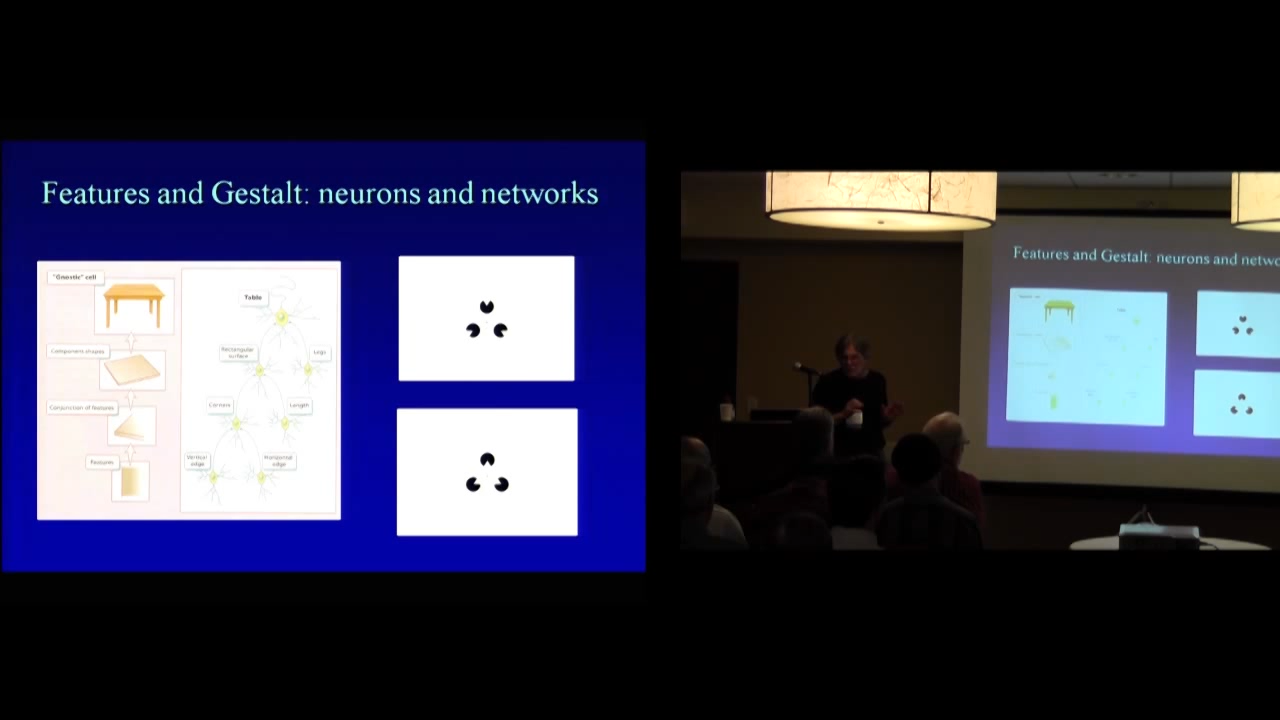 Features and Gestalt: neurons and networks
"Gnostic" cell
Component shapes
Conjunction of features
Features
Table
Rectangular
surface
Legs
Corners
Length
Vertical
edge
Horizontal
edge
Features and Gestalt: neurons and netwo